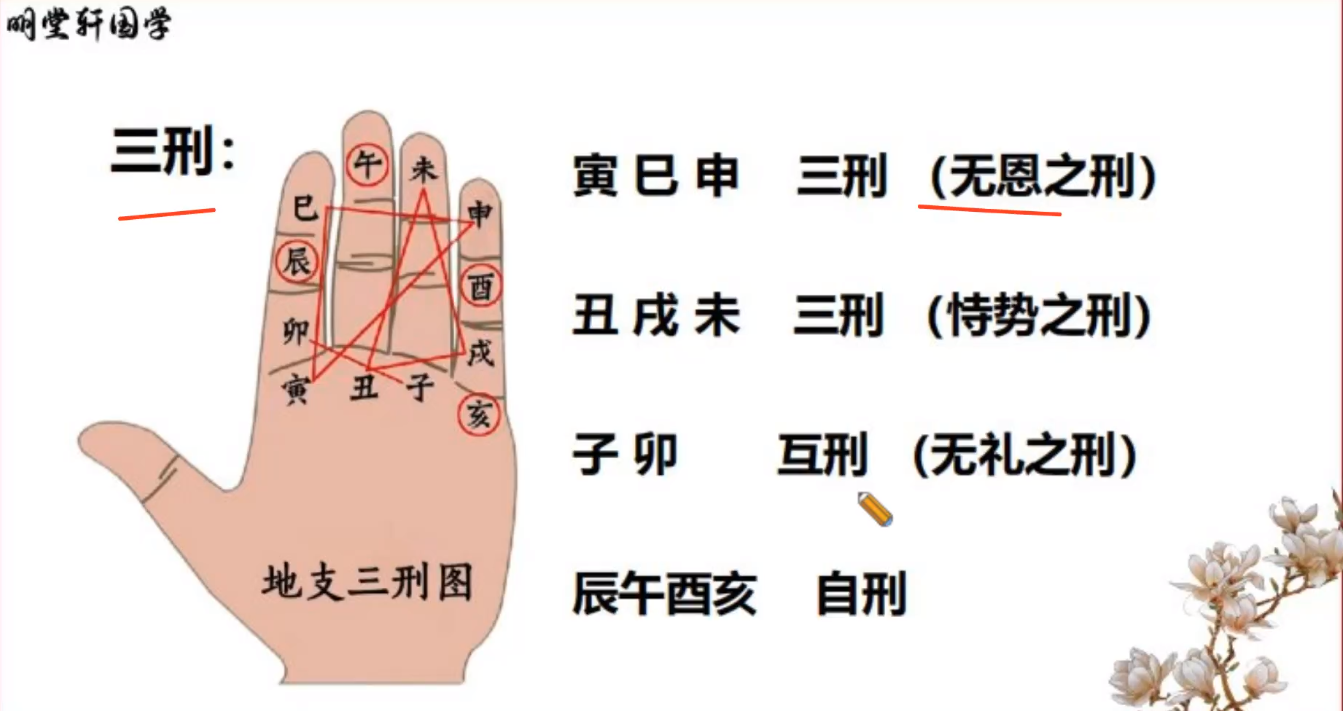 明堂轩国学
三刑：
寅 巳 申 三刑 （无恩之刑）
丑 戌 未 三刑 （恃势之刑）
子 卯 互刑 （无礼之刑）
辰午酉亥 自刑
午
未
巳
申
辰
酉
卯
戌
寅
丑
子
亥
地支三刑图